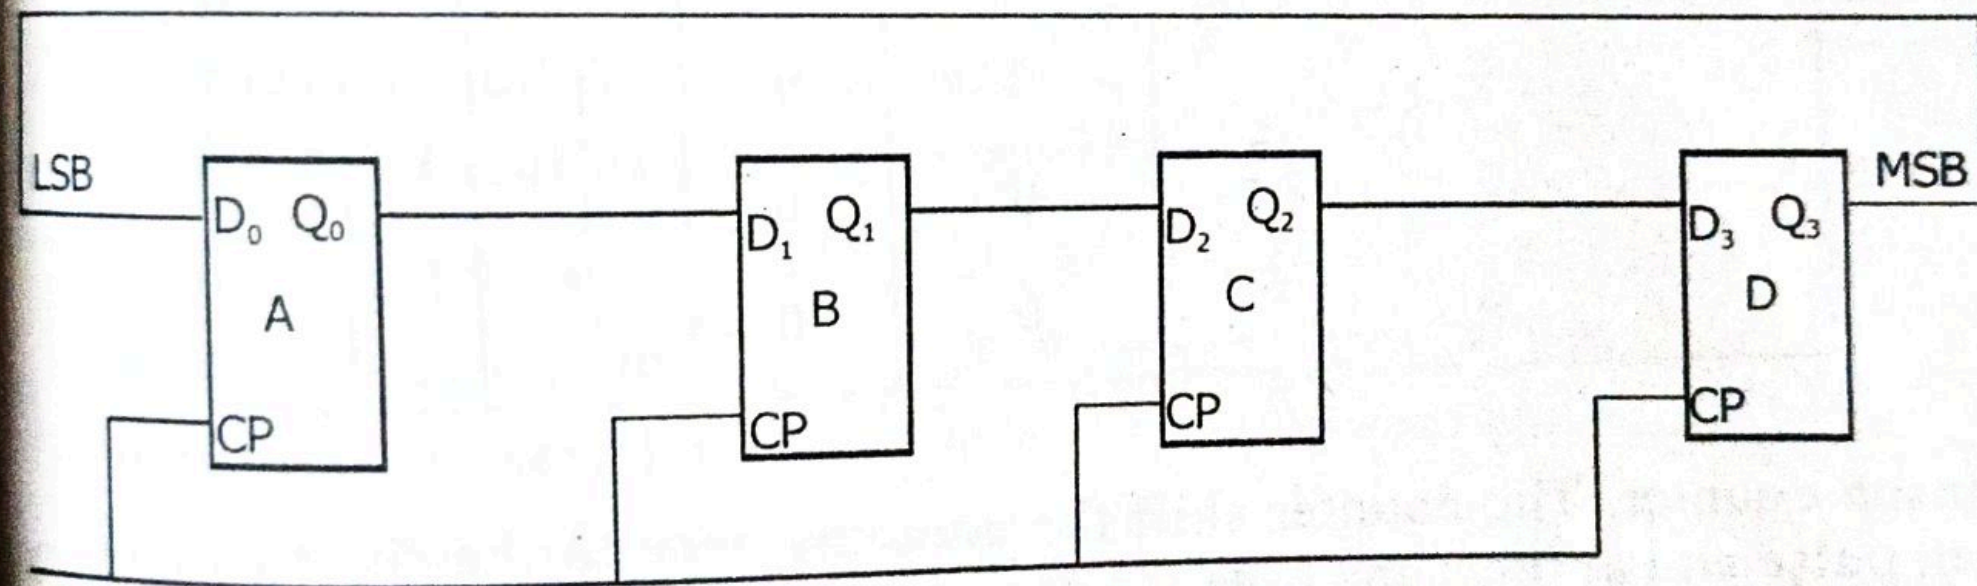 LSB
MSB
D₀ Q₀
D₁ Q₁
D₂ Q₂
D₃ Q₃
A
B
C
D
CP
CP
CP
CP